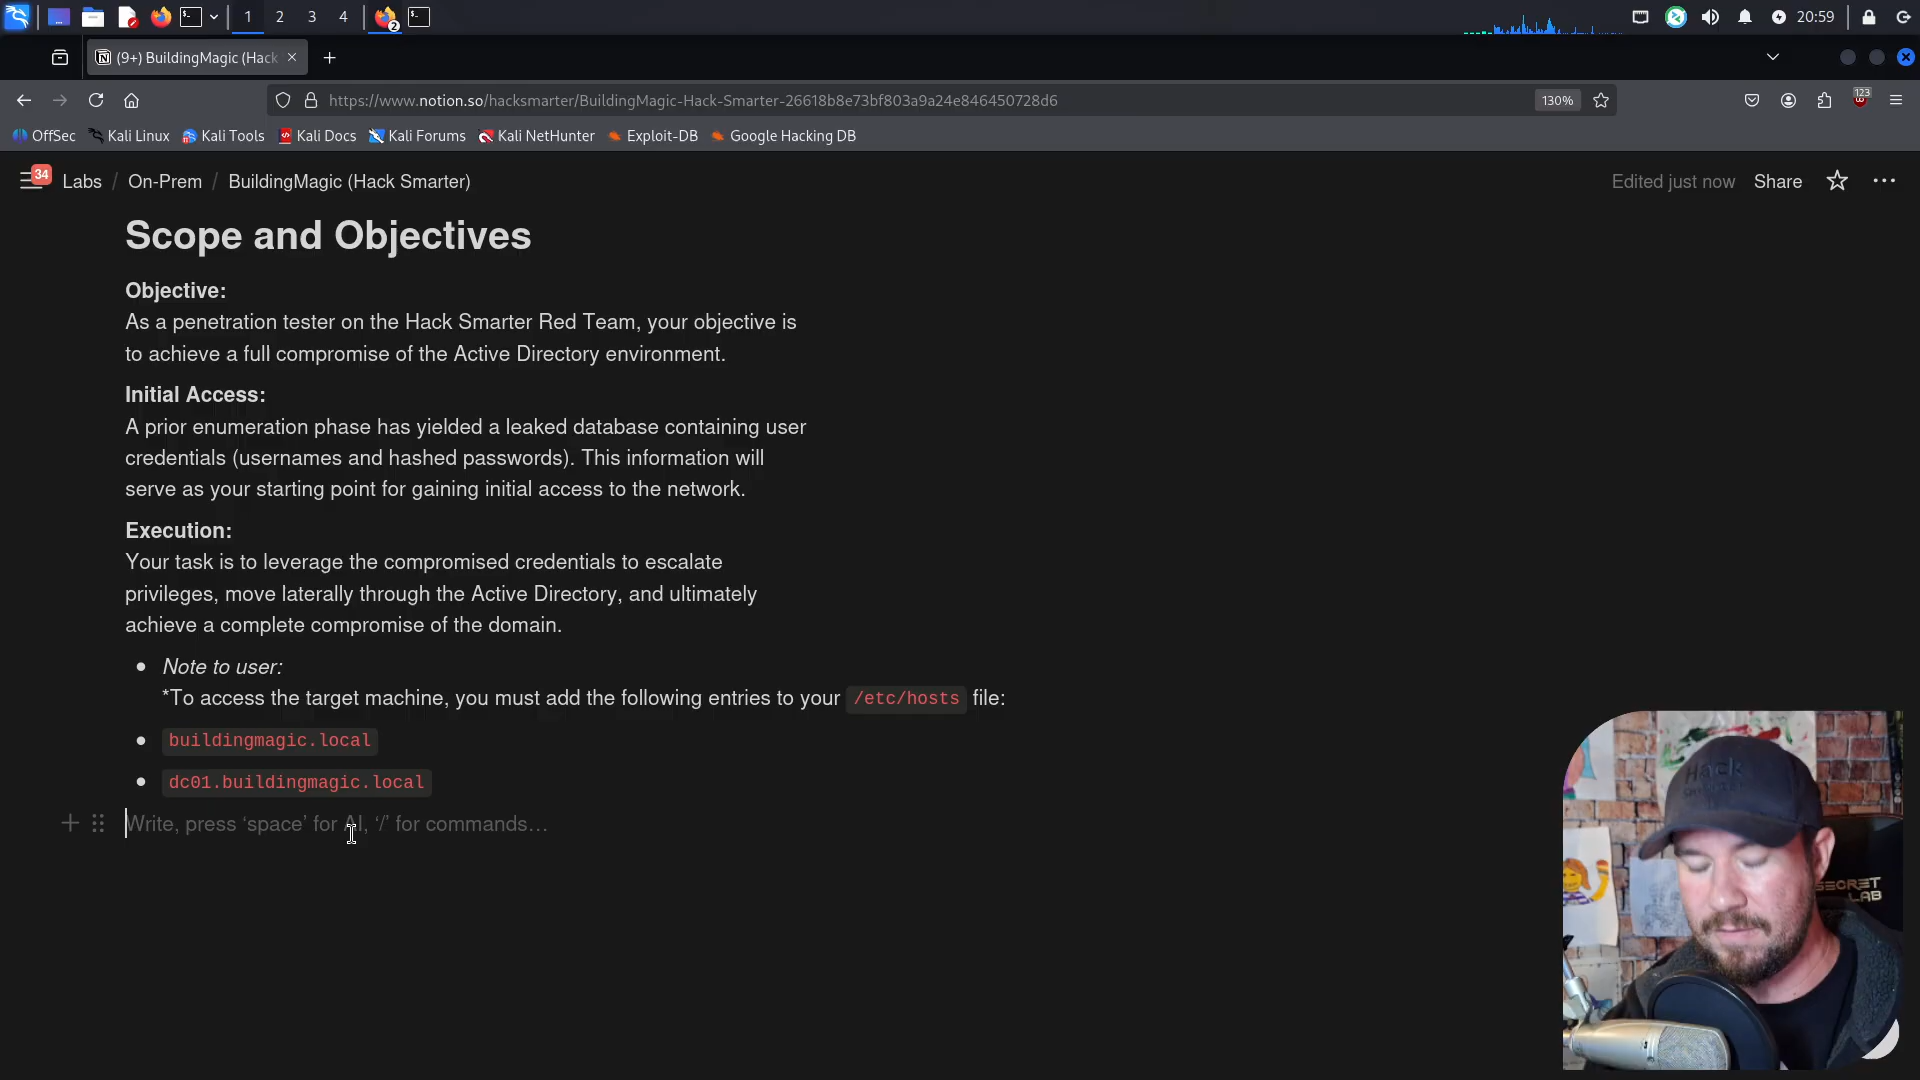 1
2
3
4
2
20:59
(9+) BuildingMagic (Hack
https://www.notion.so/hacksmarter/BuildingMagic-Hack-Smarter-26618b8e73bf803a9a24e846450728d6
130%
123
OffSec
Kali Linux
Kali Tools
Kali Docs
Kali Forums
Kali NetHunter
Exploit-DB
Google Hacking DB
34
Labs / On-Prem / BuildingMagic (Hack Smarter)
Edited just now
Share
Scope and Objectives
Objective:
As a penetration tester on the Hack Smarter Red Team, your objective is
to achieve a full compromise of the Active Directory environment.
Initial Access:
A prior enumeration phase has yielded a leaked database containing user
credentials (usernames and hashed passwords). This information will
serve as your starting point for gaining initial access to the network.
Execution:
Your task is to leverage the compromised credentials to escalate
privileges, move laterally through the Active Directory, and ultimately
achieve a complete compromise of the domain.
• Note to user:
*To access the target machine, you must add the following entries to your /etc/hosts file:
• buildingmagic.local
• dc01.buildingmagic.local
Write, press ‘space’ for AI, ‘/’ for commands…
Hack
SECRET
LAB